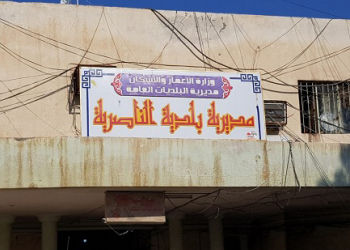 وزارة الاعمار والاسكان
مديرية البلديات العامة
مديرية بلدية الناصرية